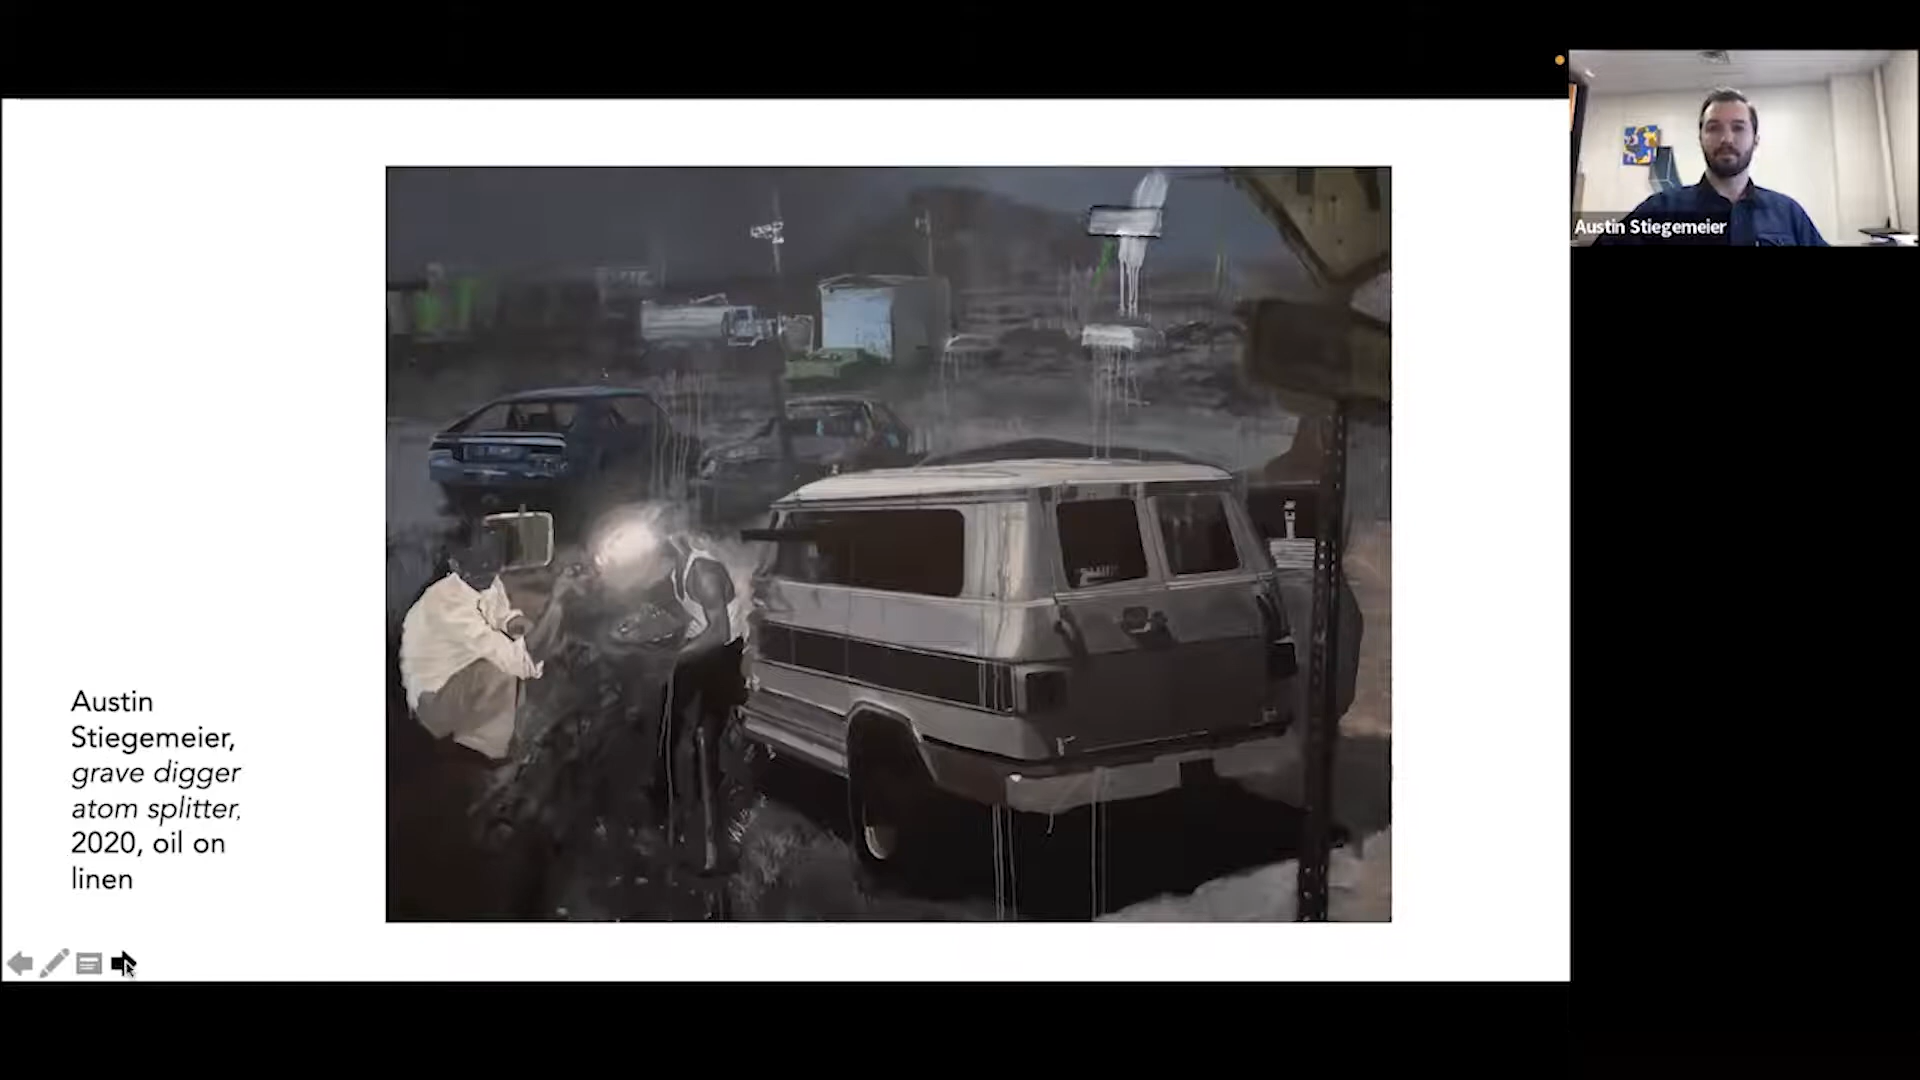 Austin Stiegemeier
Austin
Stiegemeier,
grave digger
atom splitter,
2020, oil on
linen